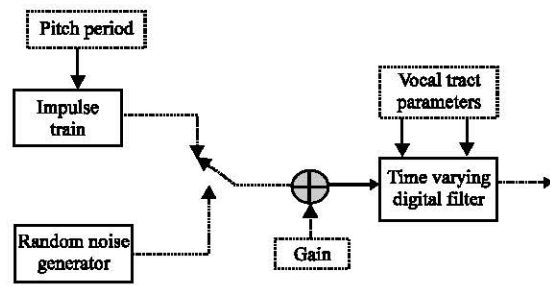 Pitch period
Impulse
train
Vocal tract
parameters
Time varying
digital filter
Random noise
generator
Gain